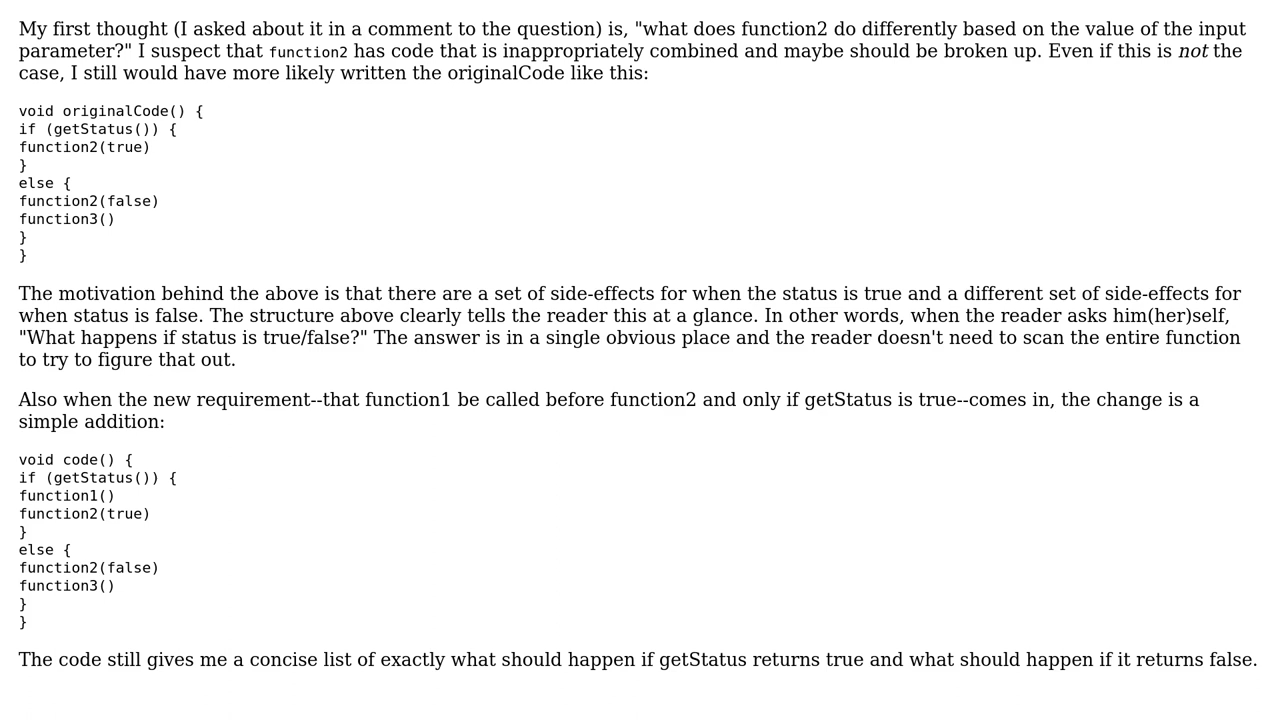 My first thought (I asked about it in a comment to the question) is, "what does function2 do differently based on the value of the input
parameter?" I suspect that function2 has code that is inappropriately combined and maybe should be broken up. Even if this is not the
case, I still would have more likely written the originalCode like this:
void originalCode() {
if (getStatus()) {
function2(true)
}
else {
function2(false)
function3()
}
}
The motivation behind the above is that there are a set of side-effects for when the status is true and a different set of side-effects for
when status is false. The structure above clearly tells the reader this at a glance. In other words, when the reader asks him(her)self,
"What happens if status is true/false?" The answer is in a single obvious place and the reader doesn't need to scan the entire function
to try to figure that out.
Also when the new requirement--that function1 be called before function2 and only if getStatus is true--comes in, the change is a
simple addition:
void code() {
if (getStatus()) {
function1()
function2(true)
}
else {
function2(false)
function3()
}
}
The code still gives me a concise list of exactly what should happen if getStatus returns true and what should happen if it returns false.